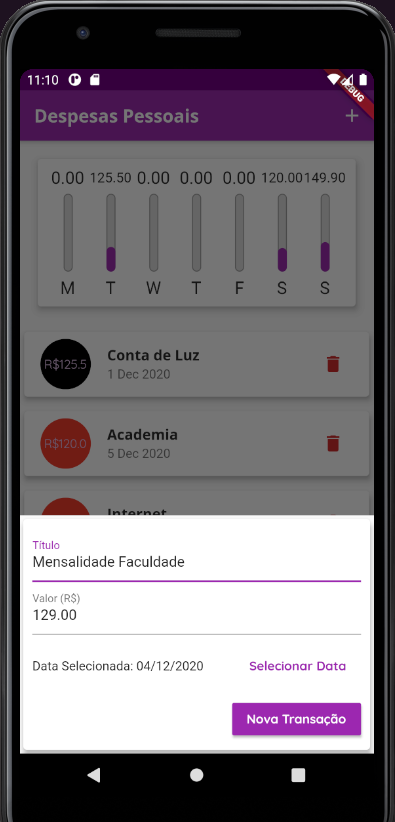 11:10
DEBUG
Despesas Pessoais
0.00 125.50 0.00 0.00 0.00 120.00 149.90
M T W T F S S
R$125.5
Conta de Luz
1 Dec 2020
R$120.0
Academia
5 Dec 2020
Internet
Título
Mensalidade Faculdade
Valor (R$)
129.00
Data Selecionada: 04/12/2020 Selecionar Data
Nova Transação